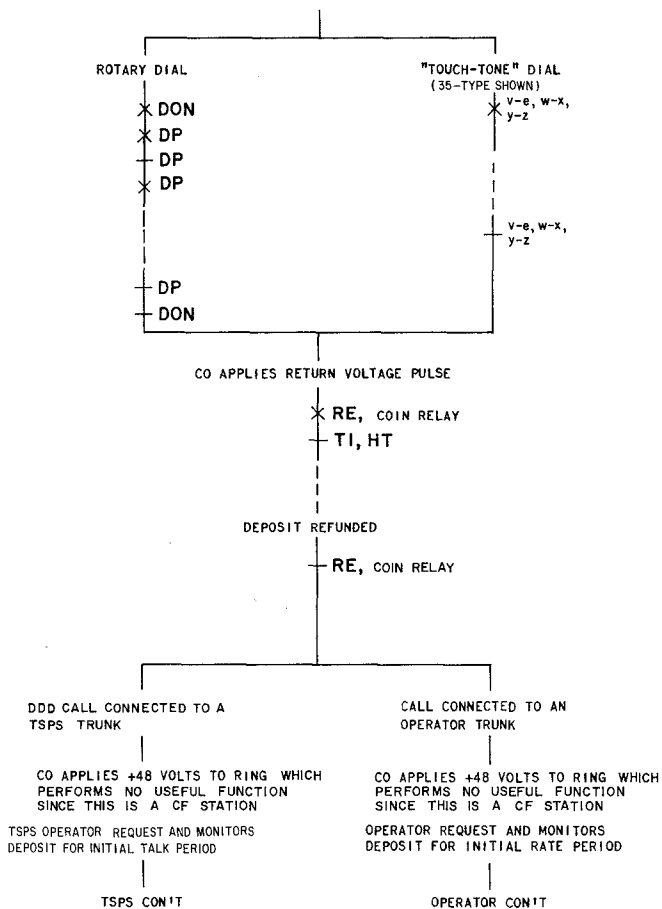 ROTARY DIAL
"TOUCH-TONE" DIAL
(35-TYPE SHOWN)
DON
DP
DP
DP
DP
DON
v-e, w-x,
y-z
v-e, w-x,
y-z
CO APPLIES RETURN VOLTAGE PULSE
RE, COIN RELAY
TI, HT
DEPOSIT REFUNDED
RE, COIN RELAY
DDD CALL CONNECTED TO A
TSPS TRUNK
CO APPLIES +48 VOLTS TO RING WHICH
PERFORMS NO USEFUL FUNCTION
SINCE THIS IS A CF STATION
TSPS OPERATOR REQUEST AND MONITORS
DEPOSIT FOR INITIAL TALK PERIOD
TSPS CON'T
CALL CONNECTED TO AN
OPERATOR TRUNK
CO APPLIES +48 VOLTS TO RING WHICH
PERFORMS NO USEFUL FUNCTION
SINCE THIS IS A CF STATION
OPERATOR REQUEST AND MONITORS
DEPOSIT FOR INITIAL RATE PERIOD
OPERATOR CON'T